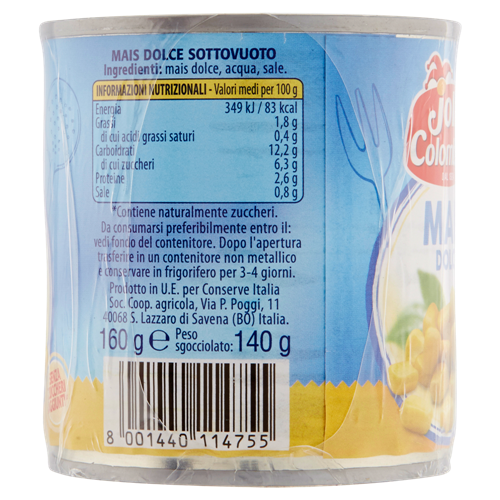 MAIS DOLCE SOTTOVUOTO
Ingredienti: mais dolce, acqua, sale.
INFORMAZIONI NUTRIZIONALI - Valori medi per 100 g
Energia 349 kJ / 83 kcal
Grassi 1,8 g
di cui acidi grassi saturi 0,4 g
Carboidrati 12,2 g
di cui zuccheri* 6,3 g
Proteine 2,6 g
Sale 0,8 g
*Contiene naturalmente zuccheri.
Da consumarsi preferibilmente entro il:
vedi fondo del contenitore. Dopo l'apertura
trasferire in un contenitore non metallico
e conservare in frigorifero per 3-4 giorni.
Prodotto in U.E. per Conserve Italia
Soc. Coop. agricola, Via P. Poggi, 11
40068 S. Lazzaro di Savena (BO) Italia.
160 g e Peso sgocciolato: 140 g
8 001440 114755
Jo
Colom
MA
DOL